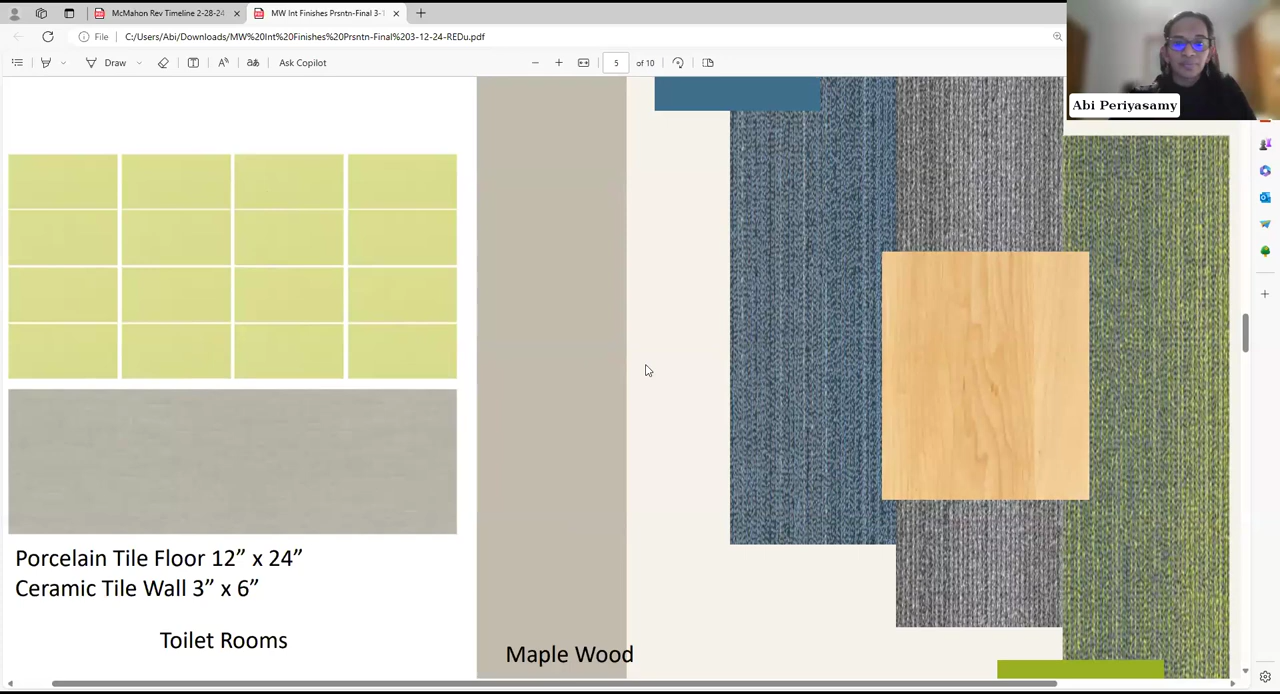 McMahon Rev Timeline 2-28-24
MW Int Finishes Prsntn-Final 3-1
File
C:/Users/Abi/Downloads/MW%20Int%20Finishes%20Prsntn-Final%203-12-24-REDu.pdf
Draw
Ask Copilot
5
of 10
Abi Periyasamy
Porcelain Tile Floor 12” x 24”
Ceramic Tile Wall 3” x 6”
Toilet Rooms
Maple Wood